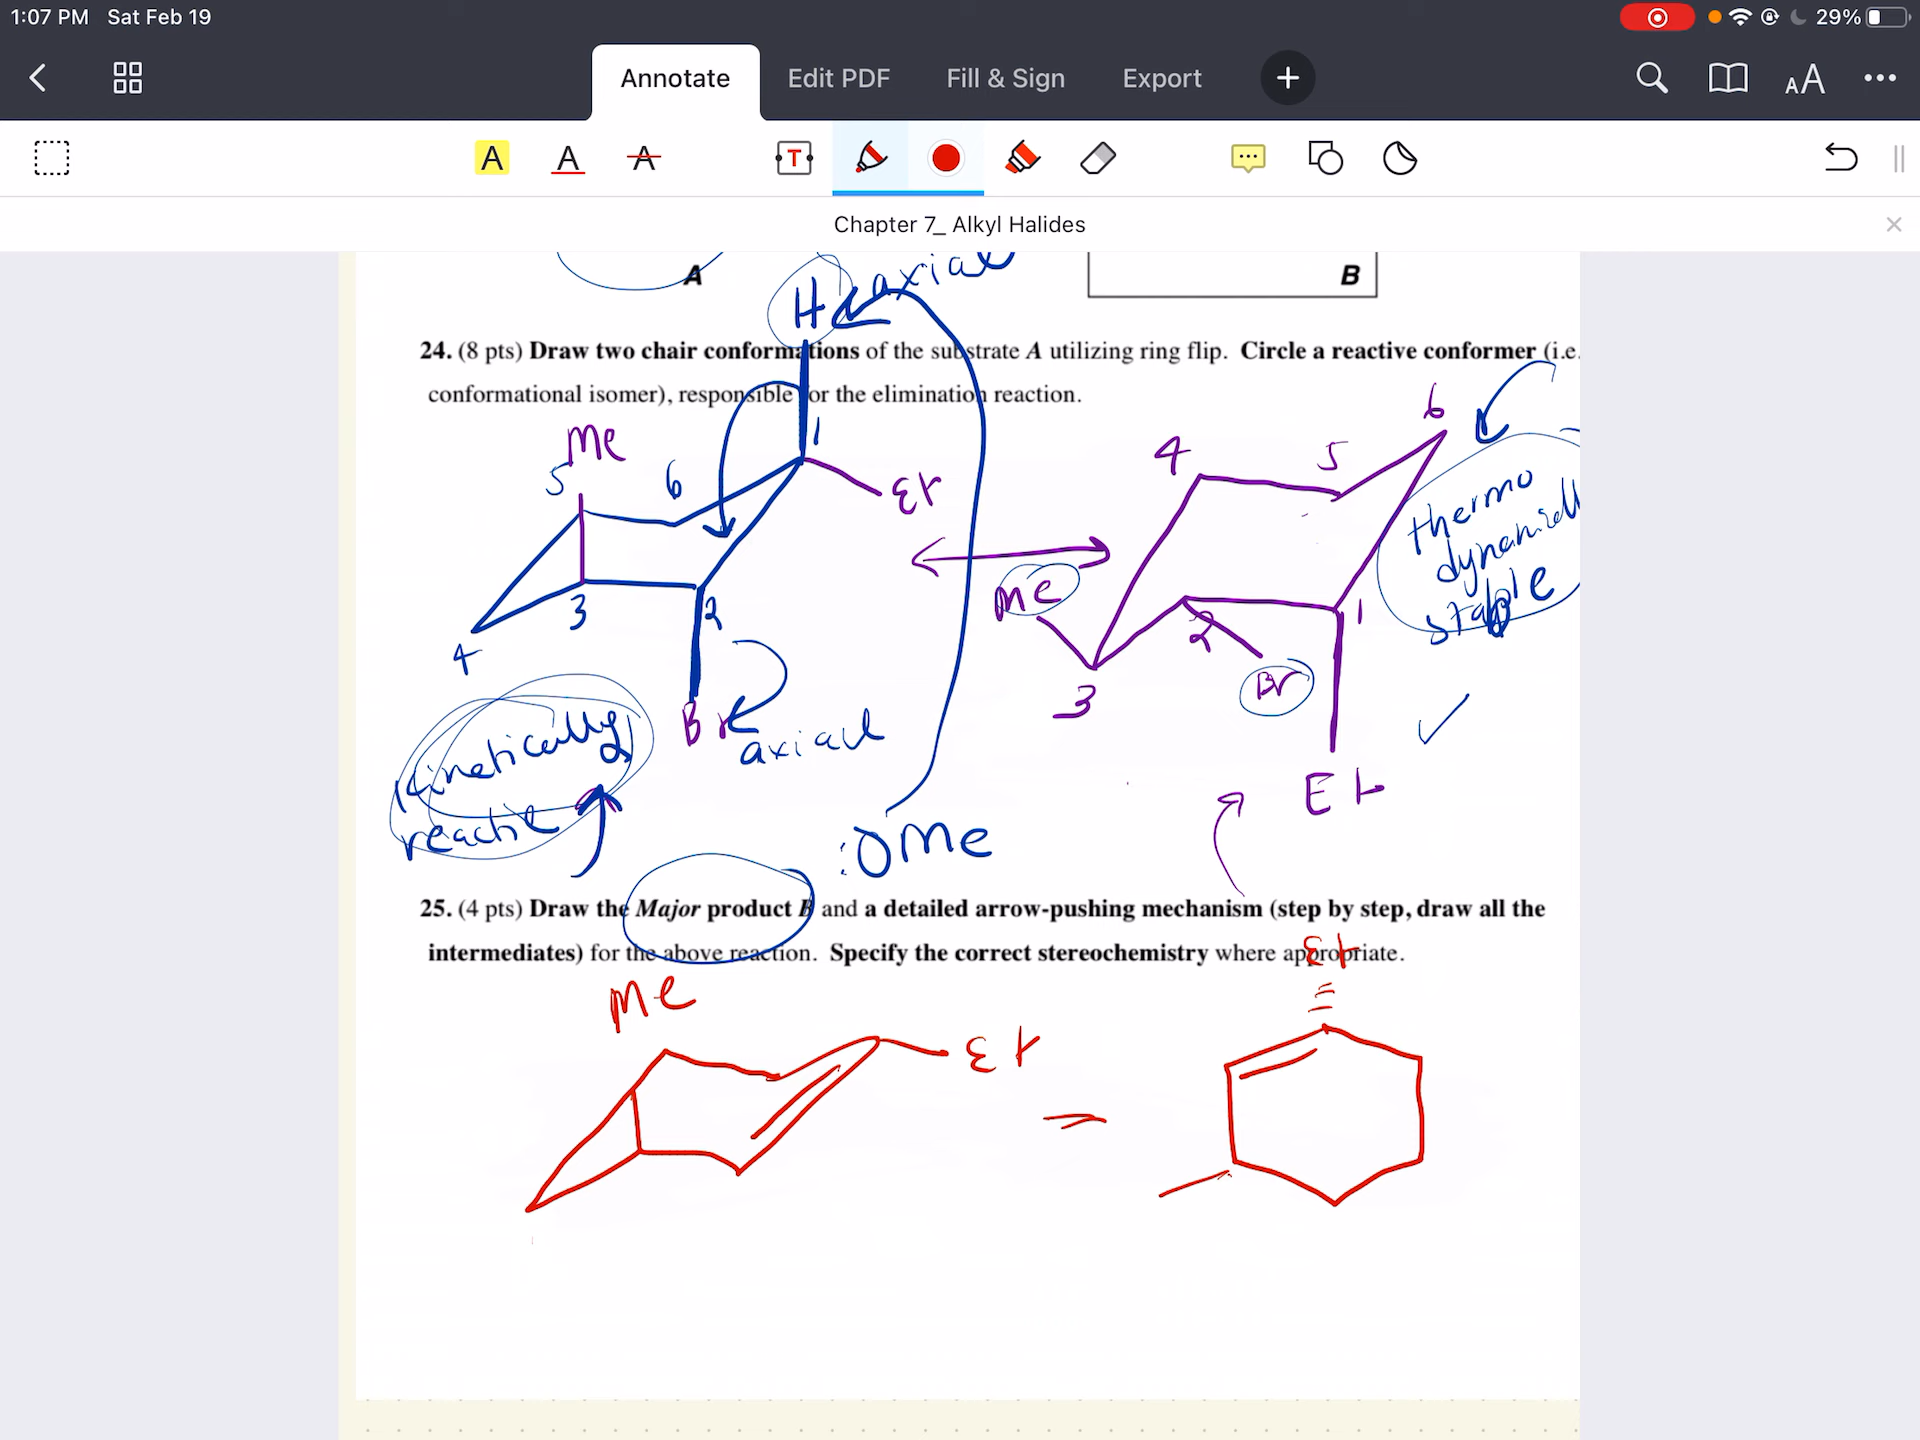 1:07 PM Sat Feb 19
29%
Annotate
Edit PDF
Fill & Sign
Export
AA
A A A T
Chapter 7_ Alkyl Halides
A
B
H axial
24. (8 pts) Draw two chair conformations of the substrate A utilizing ring flip. Circle a reactive conformer (i.e.
conformational isomer), responsible for the elimination reaction.
Me
5
6
1
Et
3
2
4
Br
axial
kinetically
reactie
:OMe
4
5
6
Me
2
1
3
Br
Et
thermo
stable
25. (4 pts) Draw the Major product B and a detailed arrow-pushing mechanism (step by step, draw all the
intermediates) for the above reaction. Specify the correct stereochemistry where appropriate.
Me
Et
=
Et